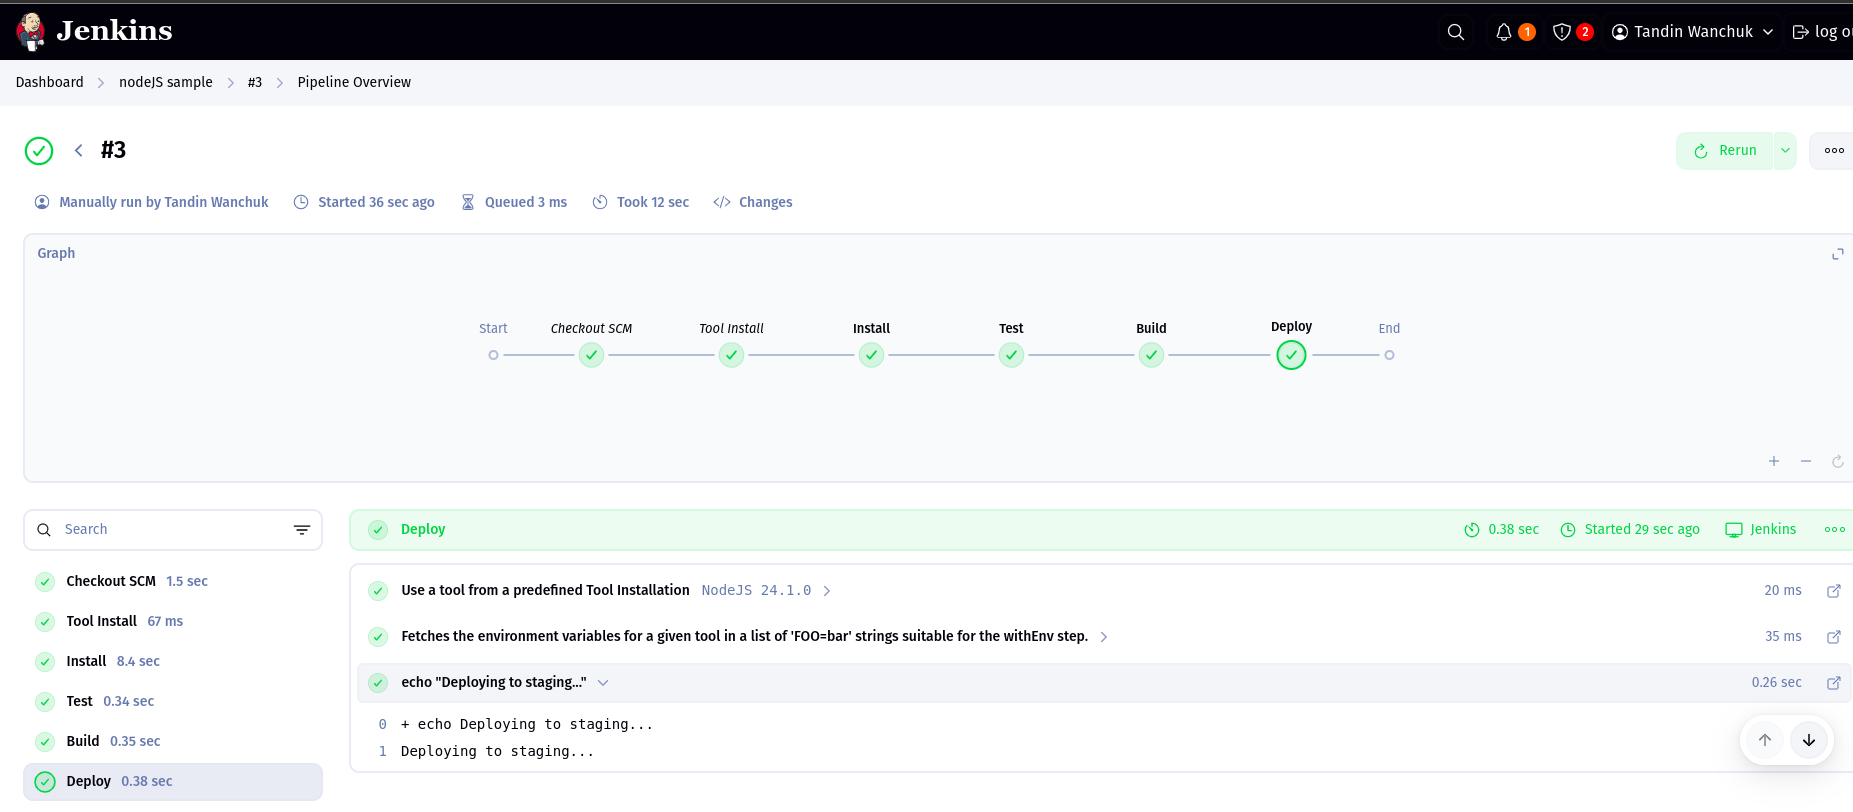 Jenkins
1
2
Tandin Wanchuk
log ou
Dashboard
nodeJS sample
#3
Pipeline Overview
#3
Rerun
Manually run by Tandin Wanchuk
Started 36 sec ago
Queued 3 ms
Took 12 sec
Changes
Graph
Start
Checkout SCM
Tool Install
Install
Test
Build
Deploy
End
Search
Checkout SCM 1.5 sec
Tool Install 67 ms
Install 8.4 sec
Test 0.34 sec
Build 0.35 sec
Deploy 0.38 sec
Deploy
0.38 sec
Started 29 sec ago
Jenkins
Use a tool from a predefined Tool Installation NodeJS 24.1.0
20 ms
Fetches the environment variables for a given tool in a list of 'FOO=bar' strings suitable for the withEnv step.
35 ms
echo "Deploying to staging..."
0.26 sec
0 + echo Deploying to staging...
1 Deploying to staging...